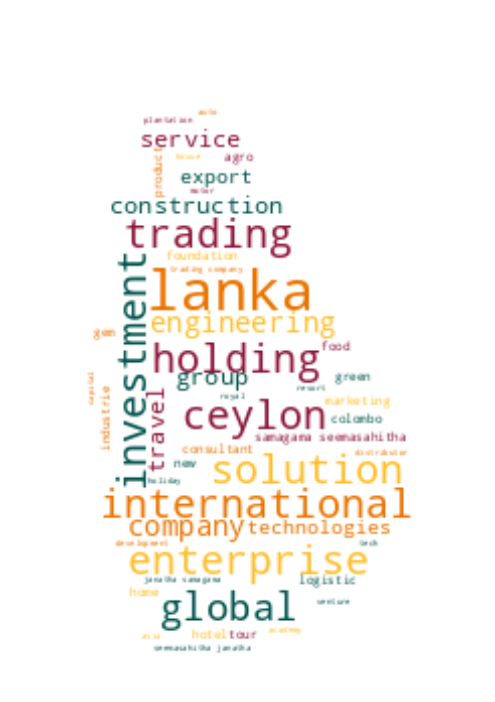 auto
plantation
service
house
agro
product
export
motor
construction
trading
foundation
trading company
investment
lanka
engineering
gem
holding
food
group
green
capital
resort
royal
industrie
travel
ceylon
marketing
colombo
samagama seemasahitha
consultant
distributor
new
solution
holiday
international
company
technologies
development
tech
enterprise
janatha samagama
logistic
home
global
venture
asia
hotel
tour
academy
seemasahitha janatha